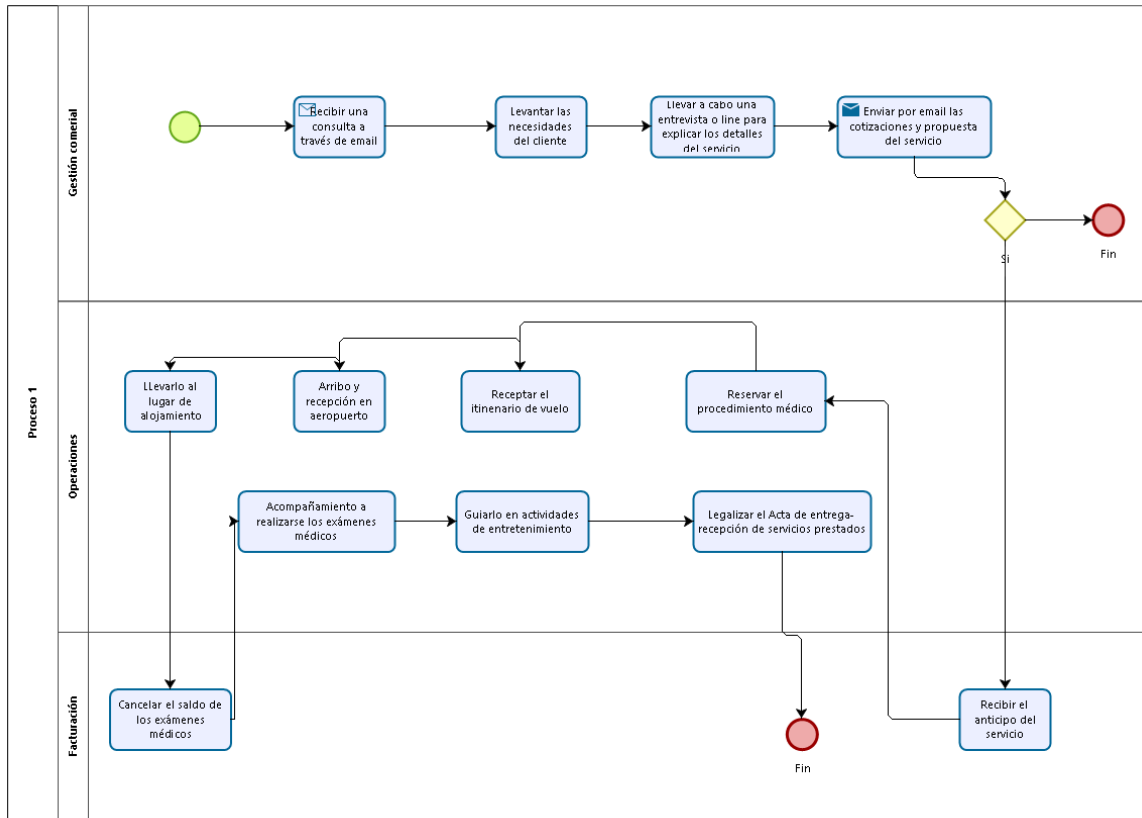 Proceso 1
Gestión comerial
Recibir una
consulta a
través de email
Levantar las
necesidades
del cliente
Llevar a cabo una
entrevista o line para
explicar los detalles
del servicio
Enviar por email las
cotizaciones y propuesta
del servicio
Si
Fin
Operaciones
LLevarlo al
lugar de
alojamiento
Arribo y
recepción en
aeropuerto
Receptar el
itinenario de vuelo
Reservar el
procedimiento médico
Acompañamiento a
realizarse los exámenes
médicos
Guiarlo en actividades
de entretenimiento
Legalizar el Acta de entrega-
recepción de servicios prestados
Facturación
Cancelar el saldo de
los exámenes
médicos
Fin
Recibir el
anticipo del
servicio